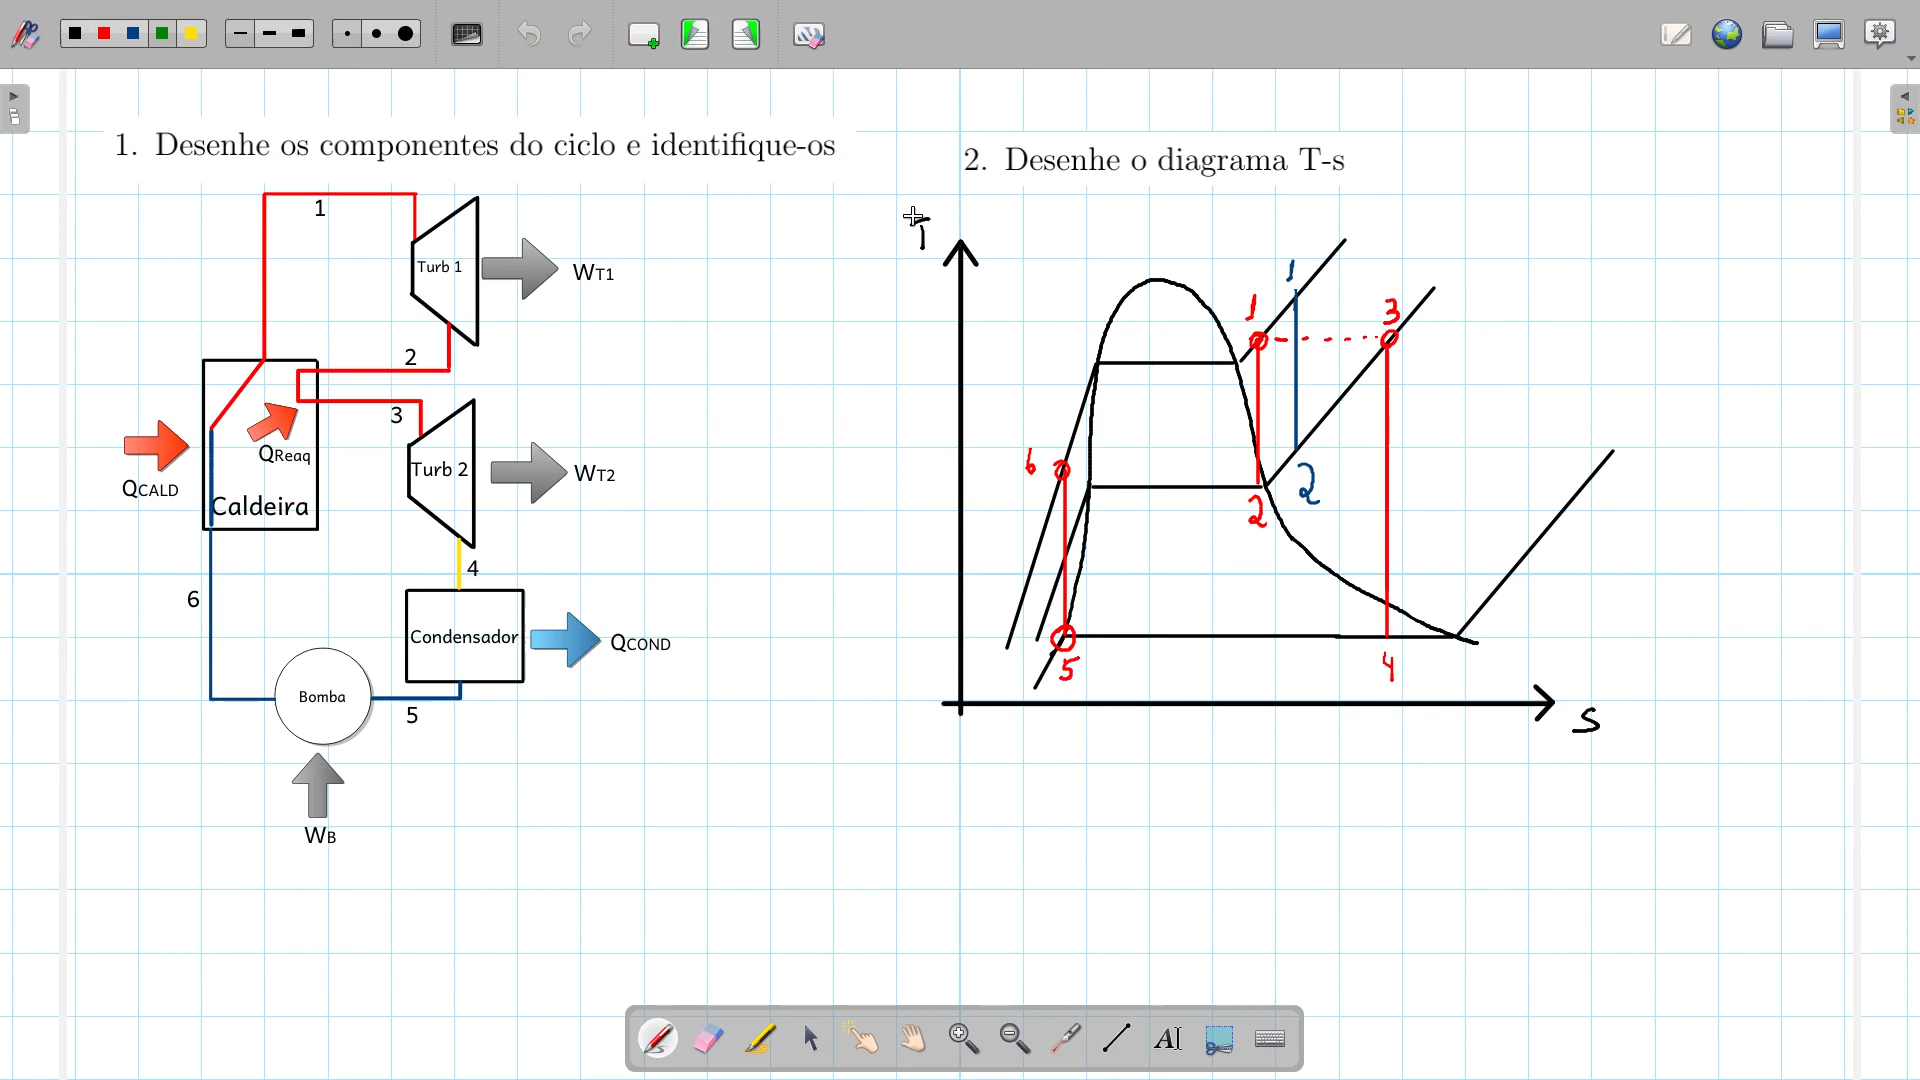 1. Desenhe os componentes do ciclo e identifique-os
2. Desenhe o diagrama T-s
1
Turb 1
WT1
2
3
Turb 2
WT2
QReaq
QCALD
Caldeira
4
Condensador
QCOND
6
Bomba
5
WB
T
1
1
3
6
2
2
5
4
S
AI